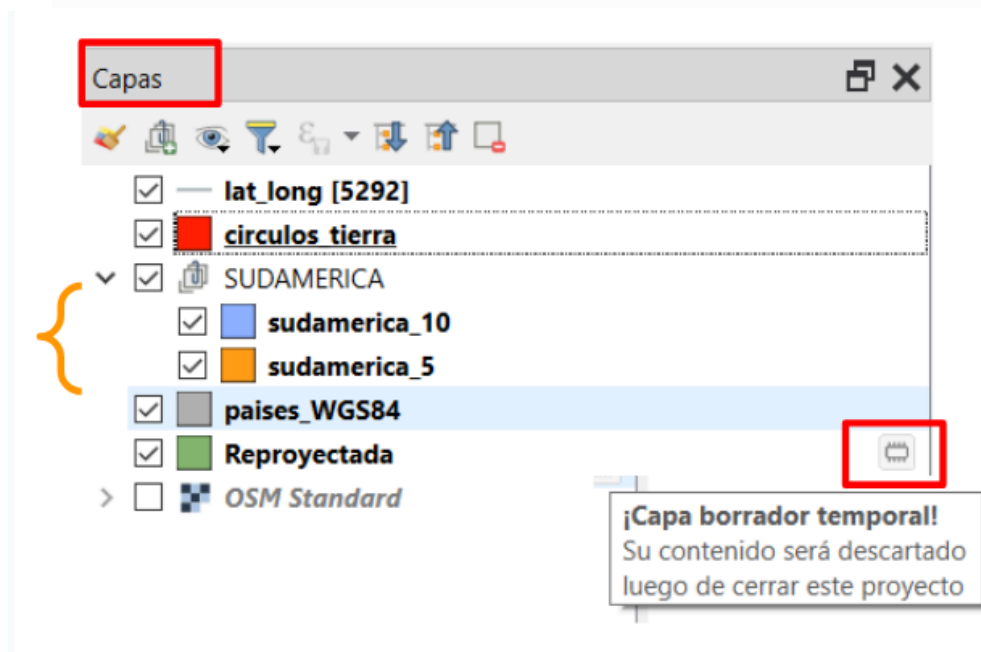 Capas
lat_long [5292]
circulos_tierra
SUDAMERICA
sudamerica_10
sudamerica_5
paises_WGS84
Reproyectada
OSM Standard
¡Capa borrador temporal!
Su contenido será descartado
luego de cerrar este proyecto